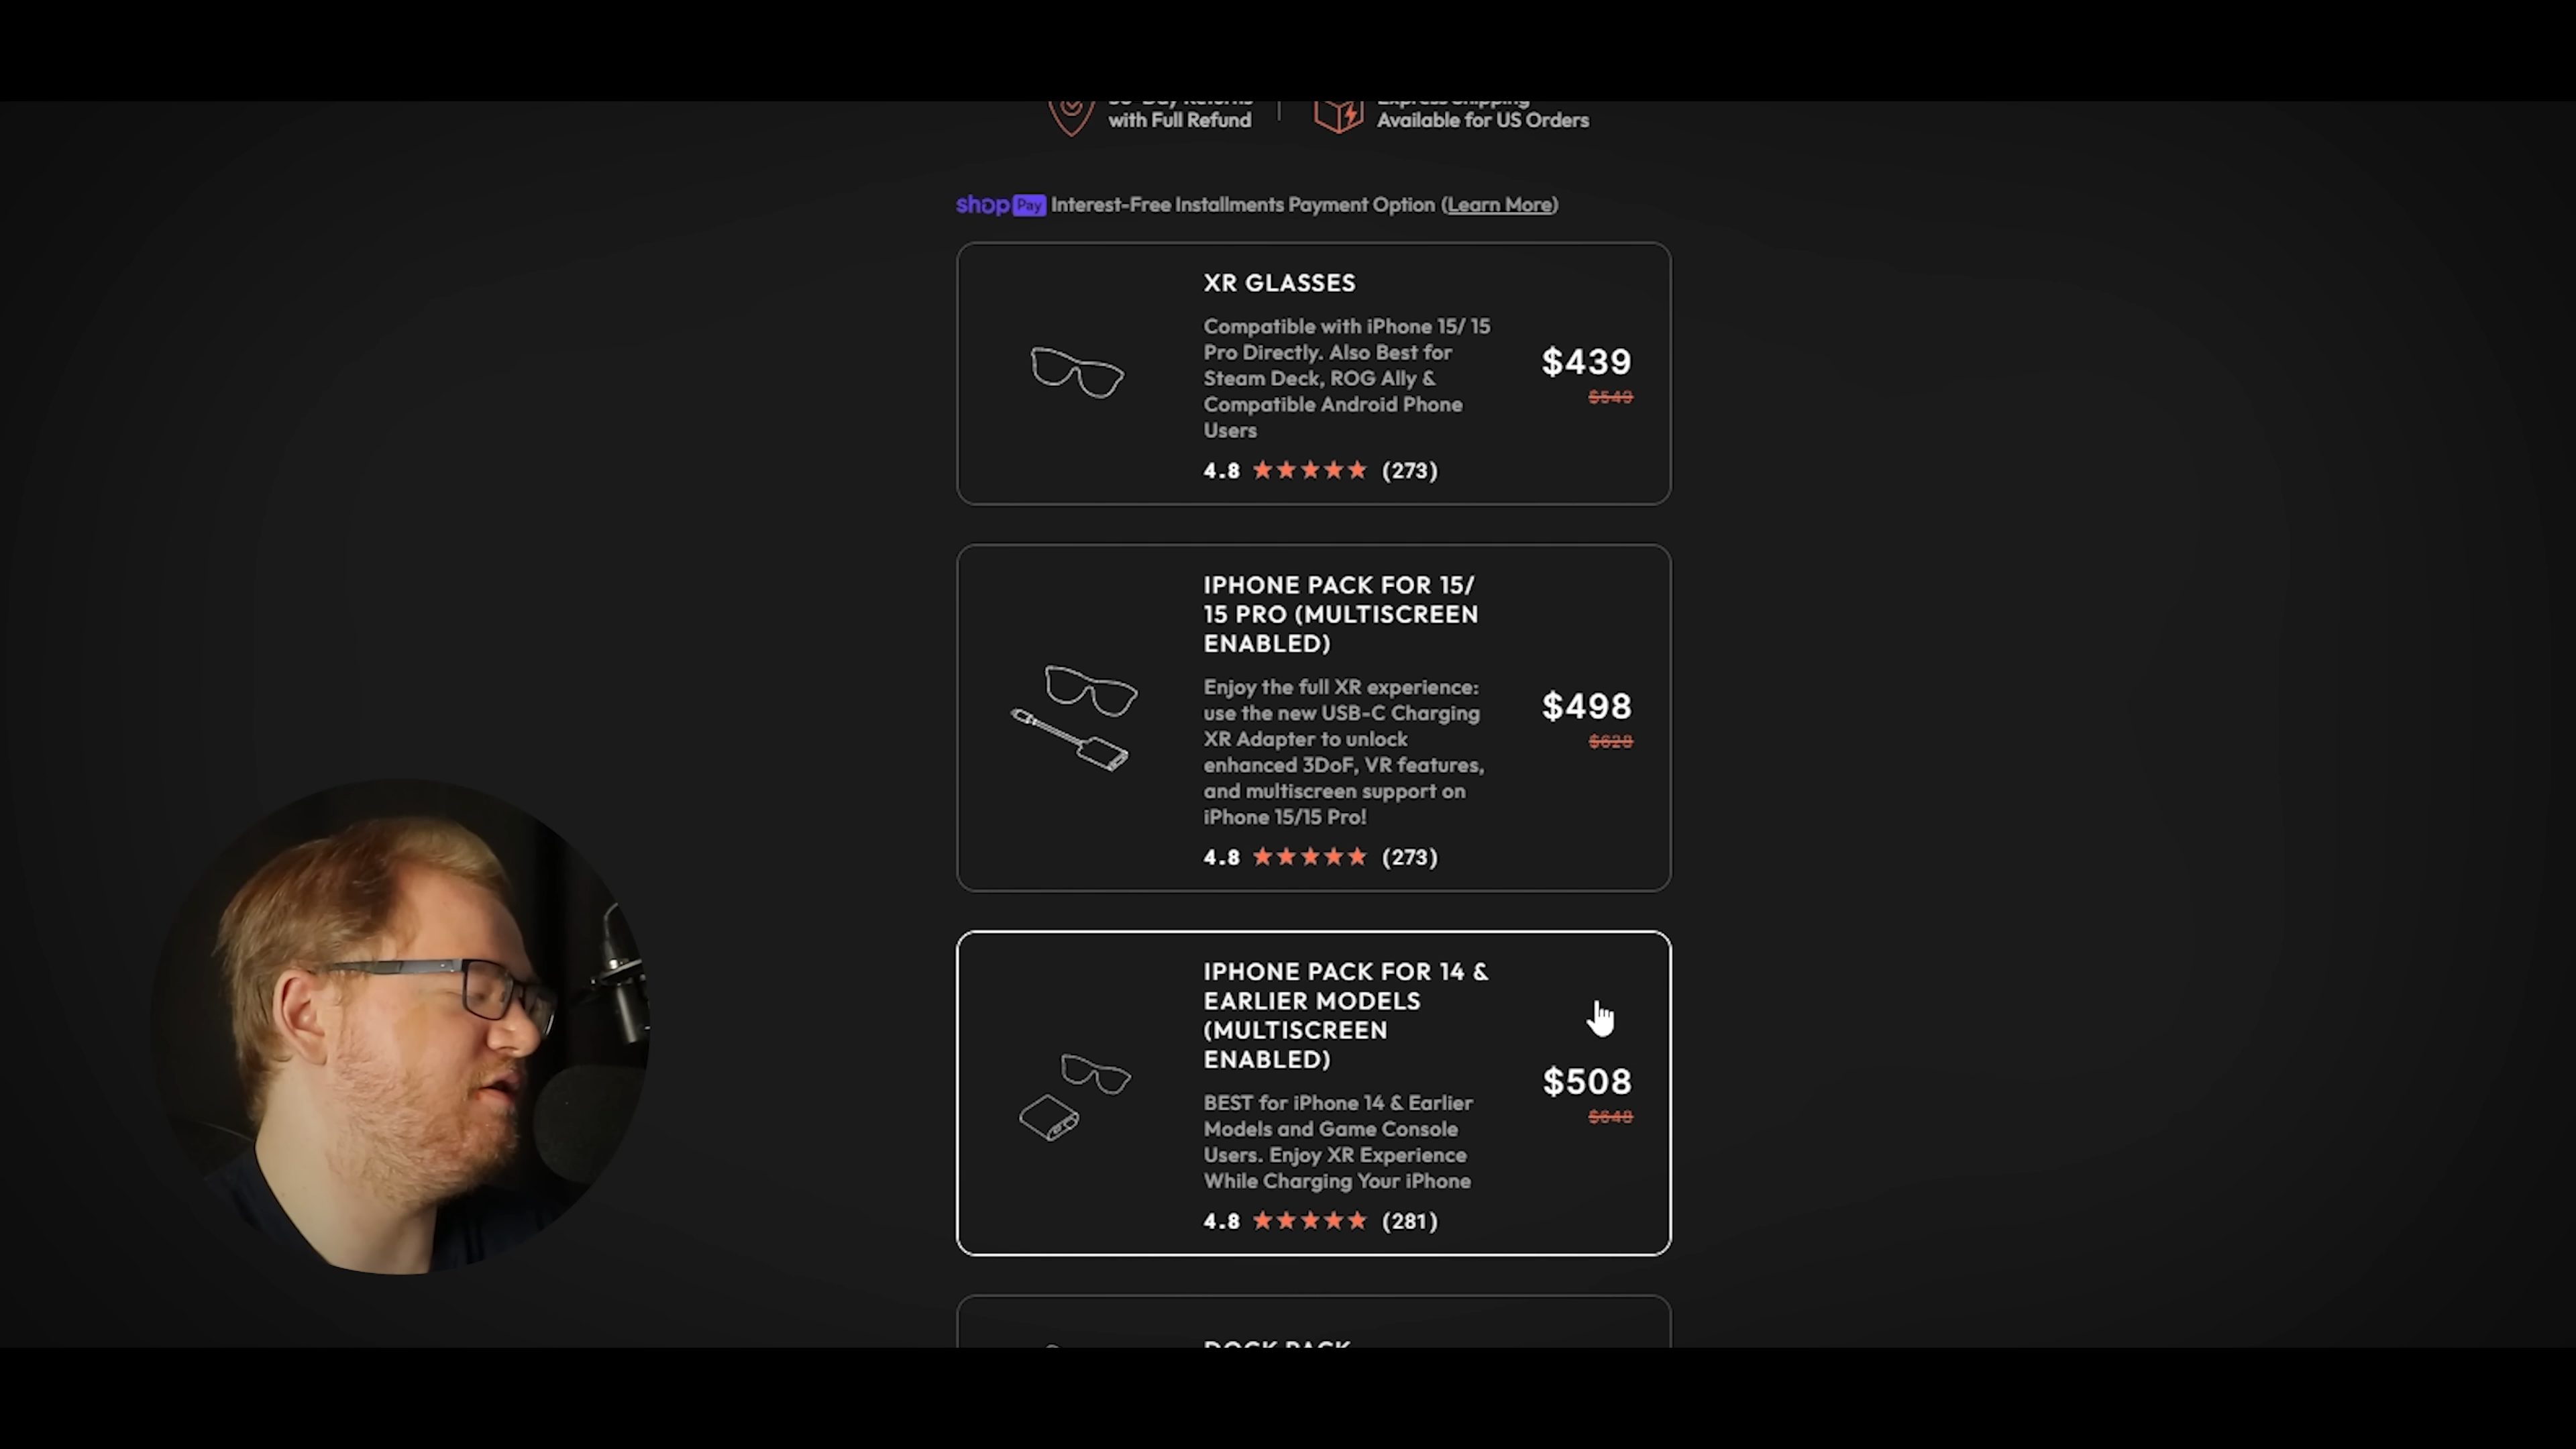 with Full Refund
Available for US Orders
shop Pay Interest-Free Installments Payment Option (Learn More)
XR GLASSES
Compatible with iPhone 15/ 15
Pro Directly. Also Best for
Steam Deck, ROG Ally &
Compatible Android Phone
Users
$439
$549
4.8 ★★★★★ (273)
IPHONE PACK FOR 15/
15 PRO (MULTISCREEN
ENABLED)
Enjoy the full XR experience:
use the new USB-C Charging
XR Adapter to unlock
enhanced 3DoF, VR features,
and multiscreen support on
iPhone 15/15 Pro!
$498
$628
4.8 ★★★★★ (273)
IPHONE PACK FOR 14 &
EARLIER MODELS
(MULTISCREEN
ENABLED)
BEST for iPhone 14 & Earlier
Models and Game Console
Users. Enjoy XR Experience
While Charging Your iPhone
$508
$648
4.8 ★★★★★ (281)
DOCK PACK